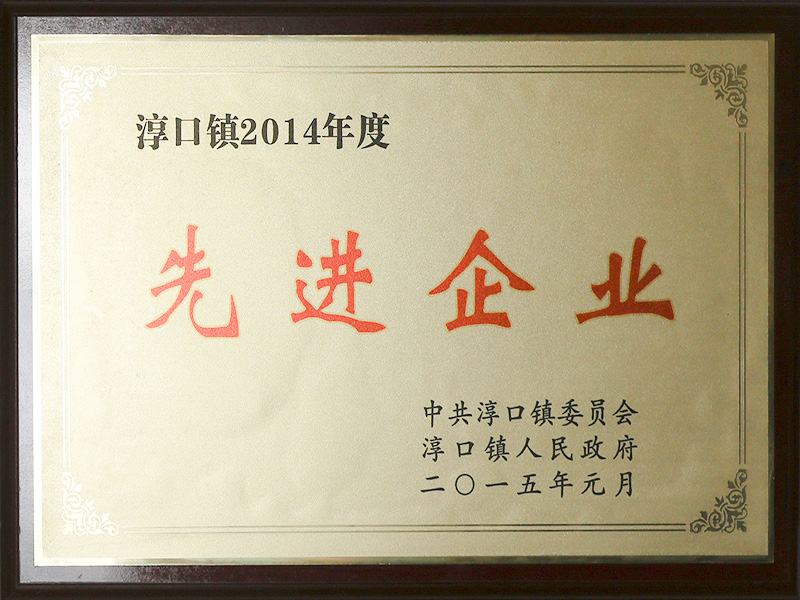 淳口镇2014年度
先进企业
中共淳口镇委员会
淳口镇人民政府
二〇一五年元月